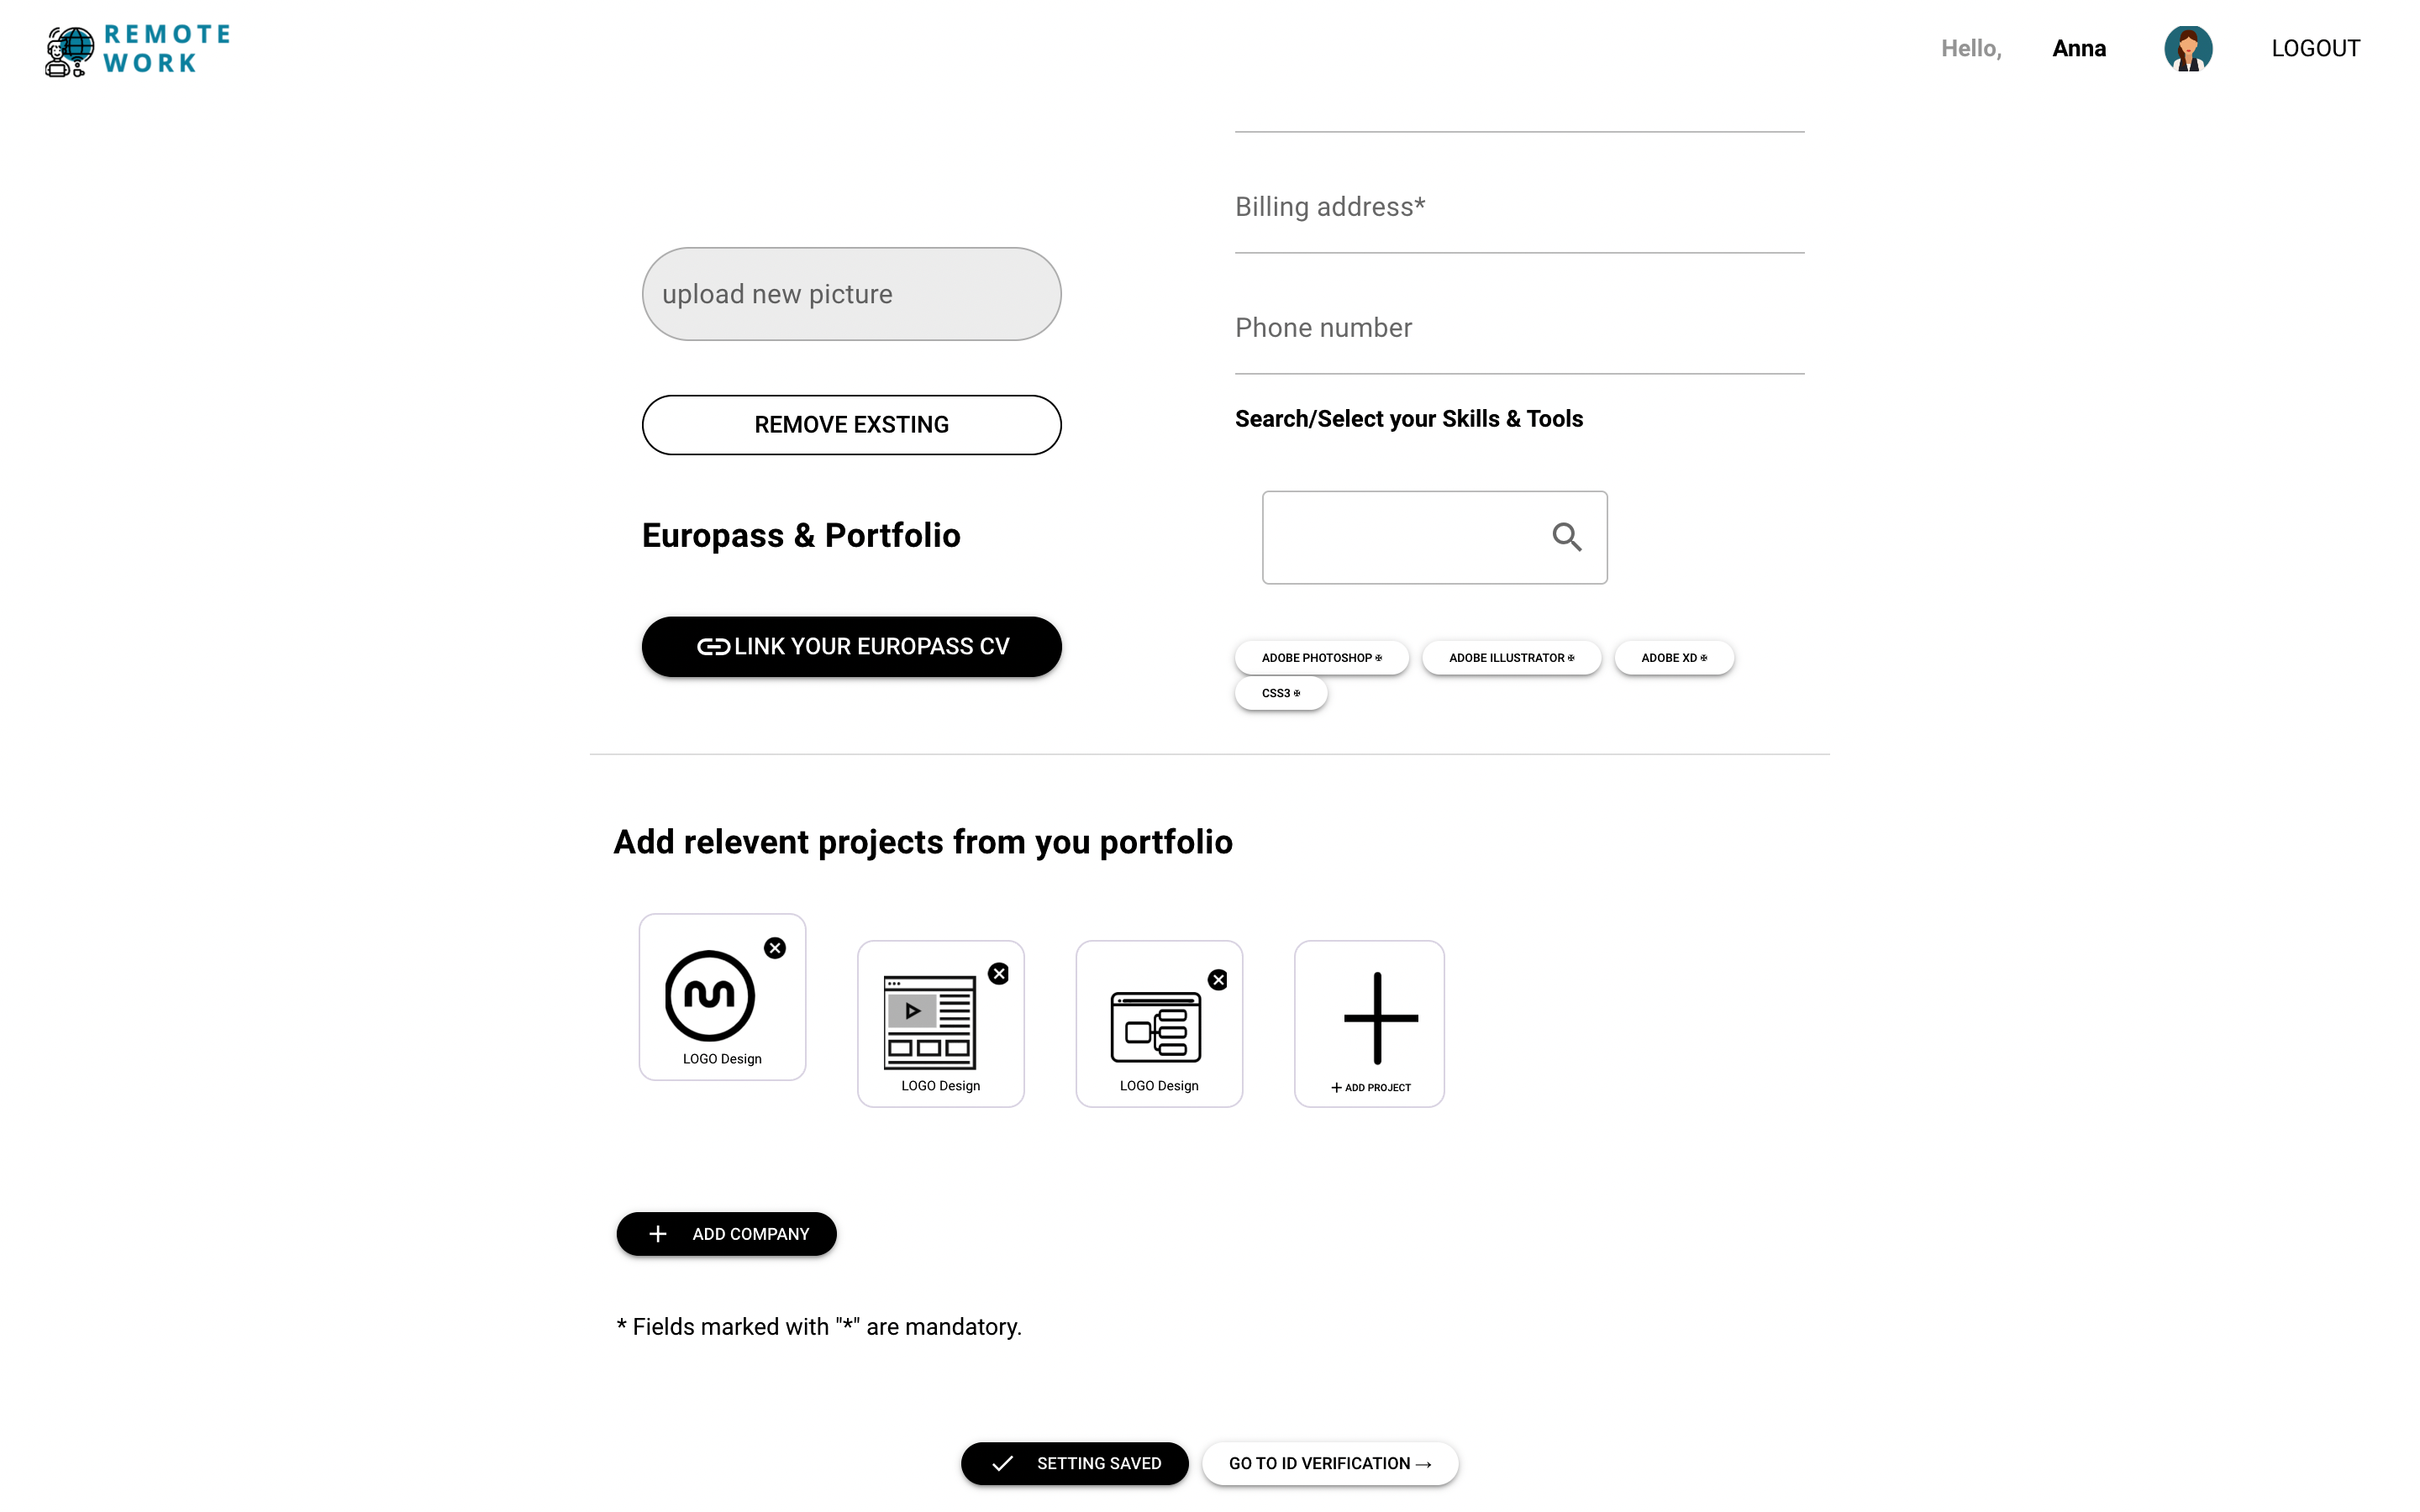 REMOTE
WORK
Hello,
Anna
LOGOUT
Billing address*
upload new picture
Phone number
REMOVE EXSTING
Search/Select your Skills & Tools
Europass & Portfolio
LINK YOUR EUROPASS CV
ADOBE PHOTOSHOP
ADOBE ILLUSTRATOR
ADOBE XD
CSS3
Add relevent projects from you portfolio
LOGO Design
LOGO Design
LOGO Design
+ ADD PROJECT
+ ADD COMPANY
* Fields marked with "*" are mandatory.
SETTING SAVED
GO TO ID VERIFICATION →